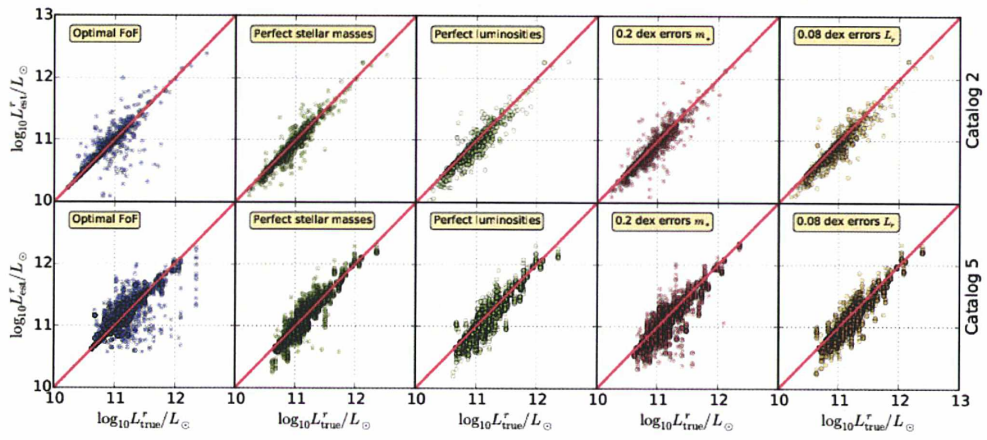 Optimal FoF
Perfect stellar masses
Perfect luminosities
0.2 dex errors m*
0.08 dex errors Lr
13
12
11
10
log10 L^r_est/L⊙
Catalog 2
Optimal FoF
Perfect stellar masses
Perfect luminosities
0.2 dex errors m*
0.08 dex errors Lr
12
11
10
log10 L^r_est/L⊙
Catalog 5
10 11 12 10 11 12 10 11 12 10 11 12 10 11 12 13
log10 L^r_true/L⊙
log10 L^r_true/L⊙
log10 L^r_true/L⊙
log10 L^r_true/L⊙
log10 L^r_true/L⊙